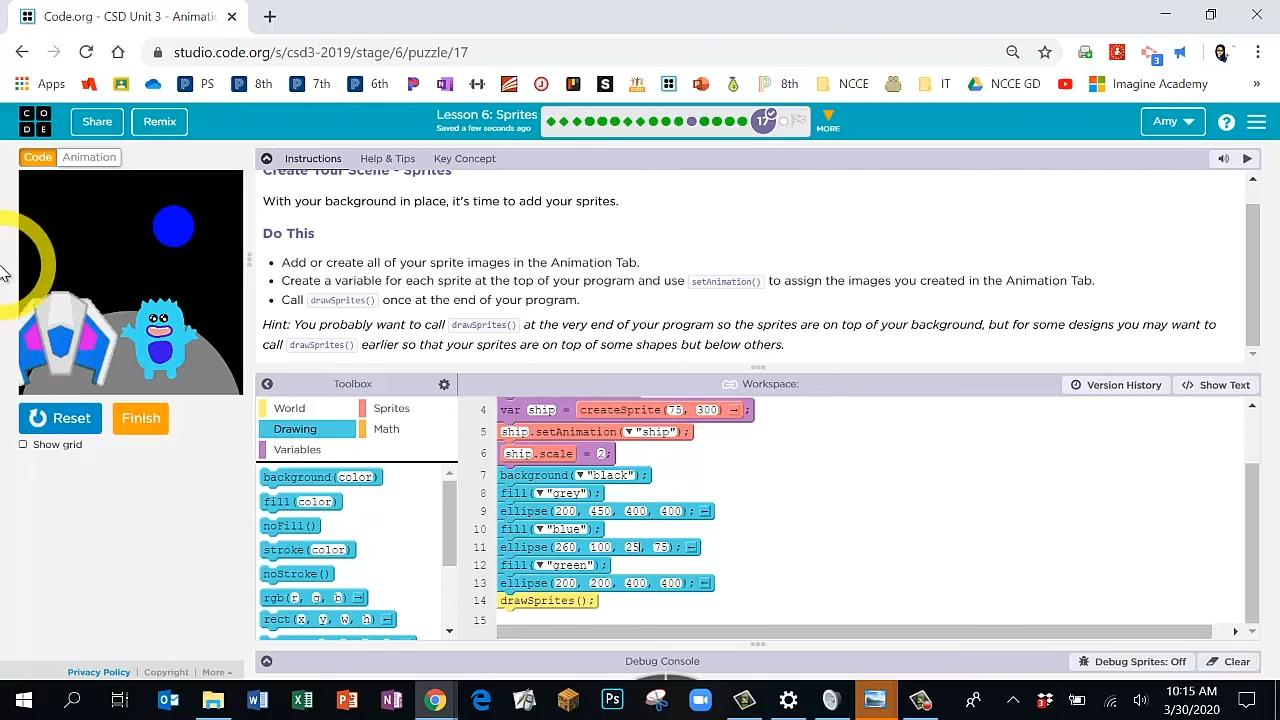 Code.org - CSD Unit 3 - Animatio
studio.code.org/s/csd3-2019/stage/6/puzzle/17
Apps PS 8th 7th 6th 8th NCCE IT NCCE GD Imagine Academy »
C O D E
Share Remix
Lesson 6: Sprites
Saved a few seconds ago
17
MORE
Amy
Code Animation
Instructions Help & Tips Key Concept
Create Your Scene - Sprites
With your background in place, it's time to add your sprites.
Do This
• Add or create all of your sprite images in the Animation Tab.
• Create a variable for each sprite at the top of your program and use setAnimation() to assign the images you created in the Animation Tab.
• Call drawSprites() once at the end of your program.
Hint: You probably want to call drawSprites() at the very end of your program so the sprites are on top of your background, but for some designs you may want to
call drawSprites() earlier so that your sprites are on top of some shapes but below others.
Toolbox
Workspace:
Version History
</> Show Text
Reset Finish
Show grid
World Sprites
Drawing Math
Variables
background(color)
fill(color)
noFill()
stroke(color)
noStroke()
rgb(r, g, b)
rect(x, y, w, h)
4 var ship = createSprite(75, 300);
5 ship.setAnimation("ship");
6 ship.scale = 2;
7 background("black");
8 fill("grey");
9 ellipse(200, 450, 400, 400);
10 fill("blue");
11 ellipse(260, 100, 25, 75);
12 fill("green");
13 ellipse(200, 200, 400, 400);
14 drawSprites();
15
Debug Console
Debug Sprites: Off
Clear
Privacy Policy | Copyright | More
3
10:15 AM
3/30/2020